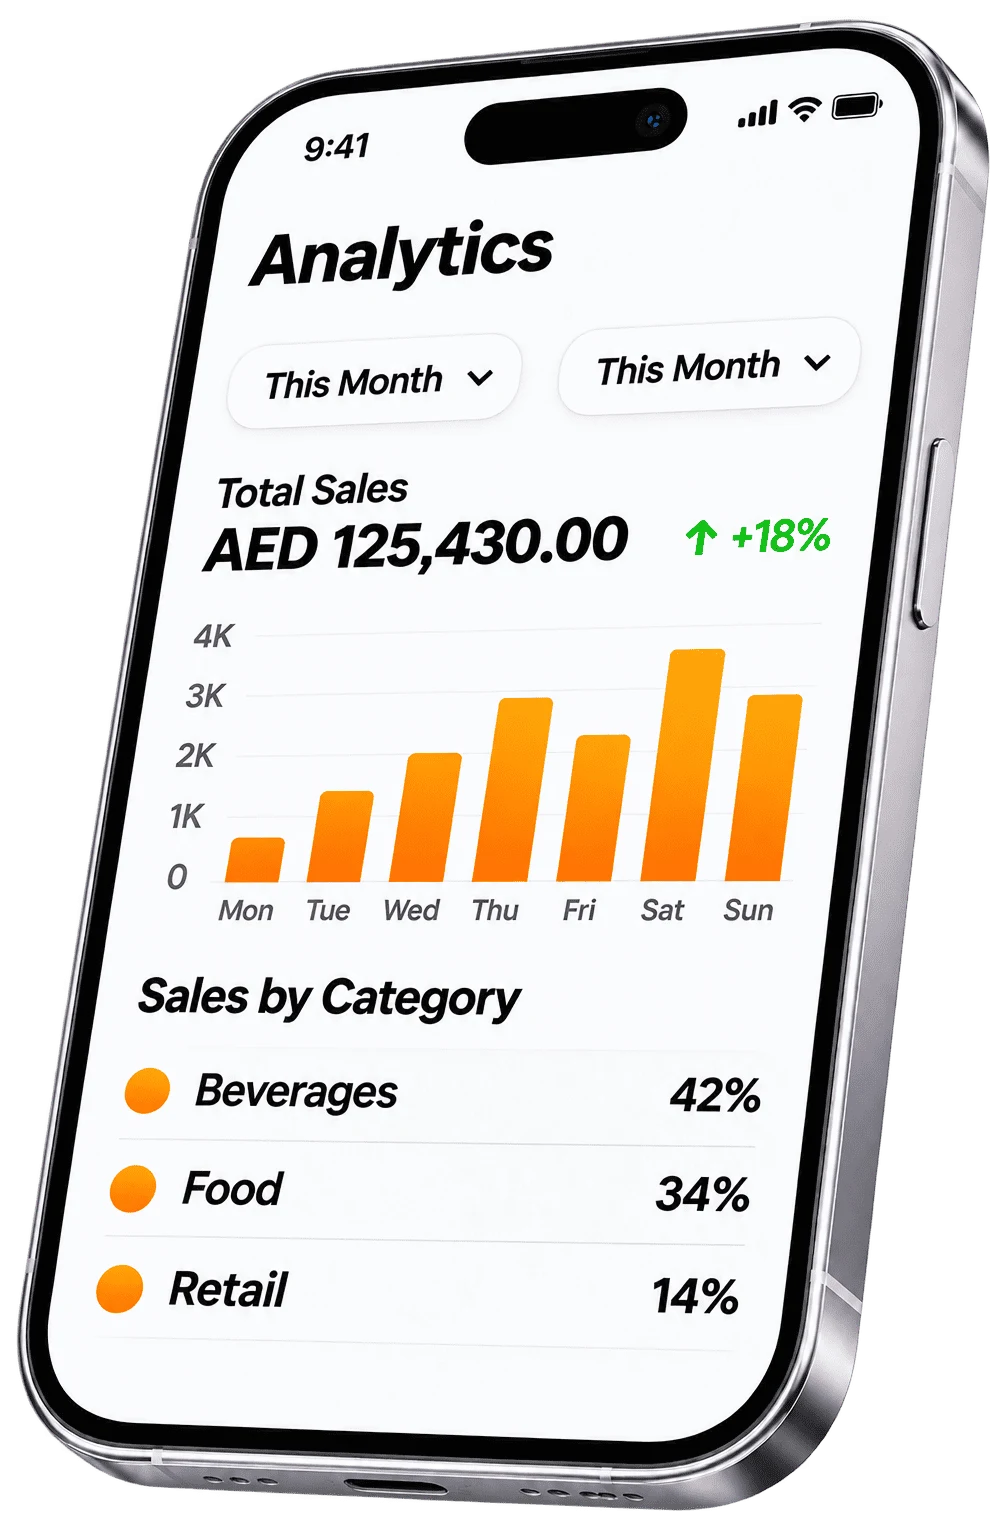 9:41
Analytics
This Month
This Month
Total Sales
AED 125,430.00
+18%
4K
3K
2K
1K
0
Mon Tue Wed Thu Fri Sat Sun
Sales by Category
Beverages 42%
Food 34%
Retail 14%